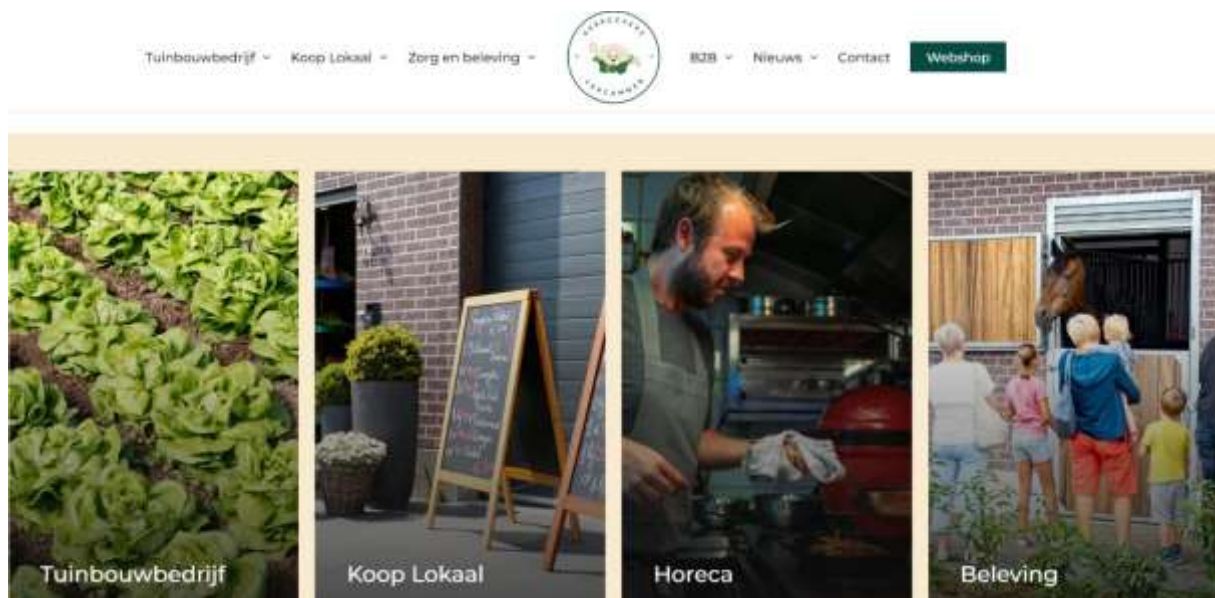 Tuinbouwbedrijf
Koop Lokaal
Zorg en beleving
B2B
Nieuws
Contact
Webshop
Tuinbouwbedrijf
Koop Lokaal
Horeca
Beleving